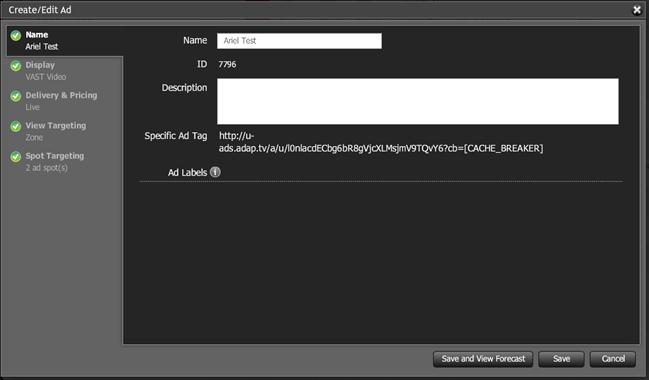 Create/Edit Ad
Name
Ariel Test
Display
VAST Video
Delivery & Pricing
Live
View Targeting
Zone
Spot Targeting
2 ad spot(s)
Name Ariel Test
ID 7796
Description
Specific Ad Tag http://u-
ads.adap.tv/a/u/l0nlacdECbg6bR8gVjcXLMsjmV9TQvY6?cb=[CACHE_BREAKER]
Ad Labels
Save and View Forecast Save Cancel